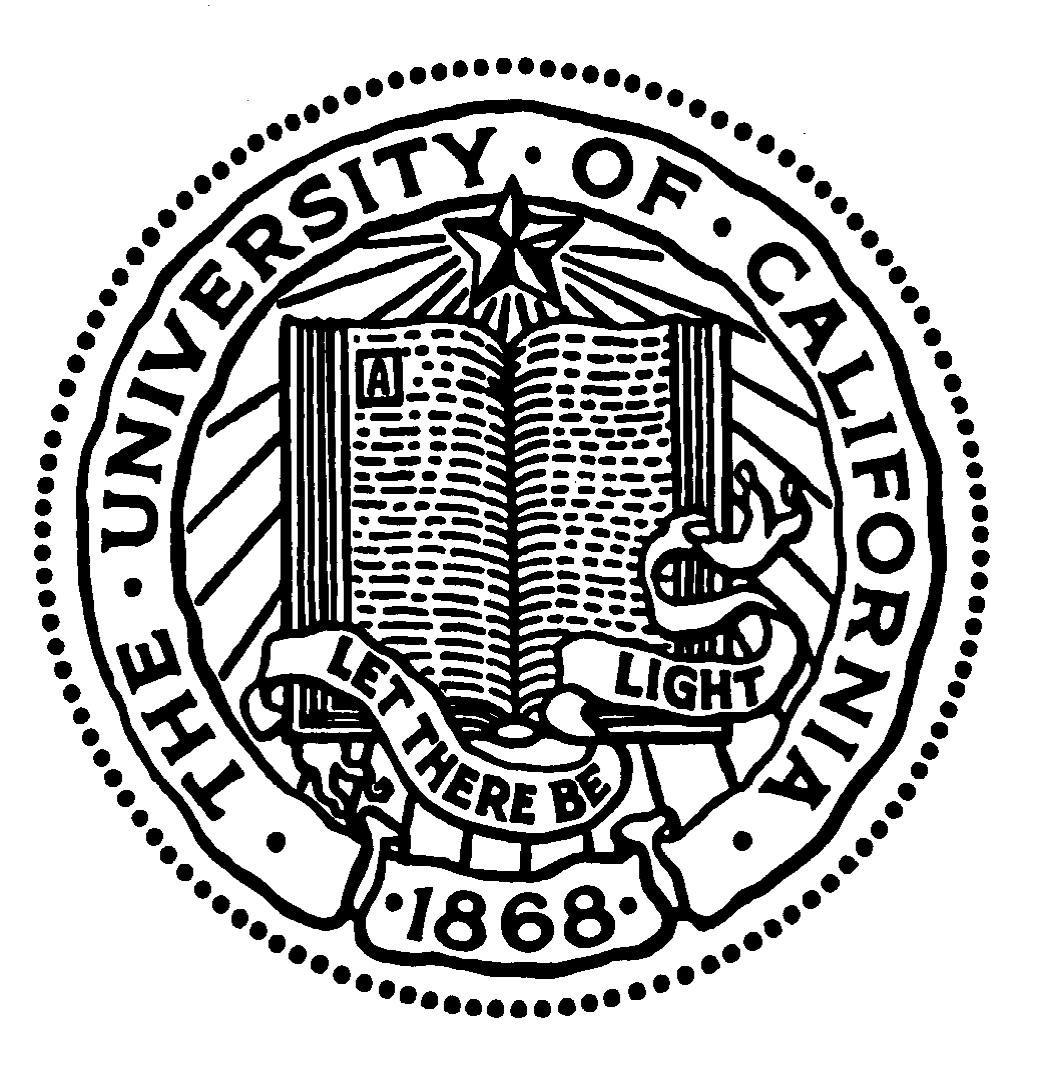 THE · UNIVERSITY · OF · CALIFORNIA
A
LET THERE BE
LIGHT
· 1868 ·